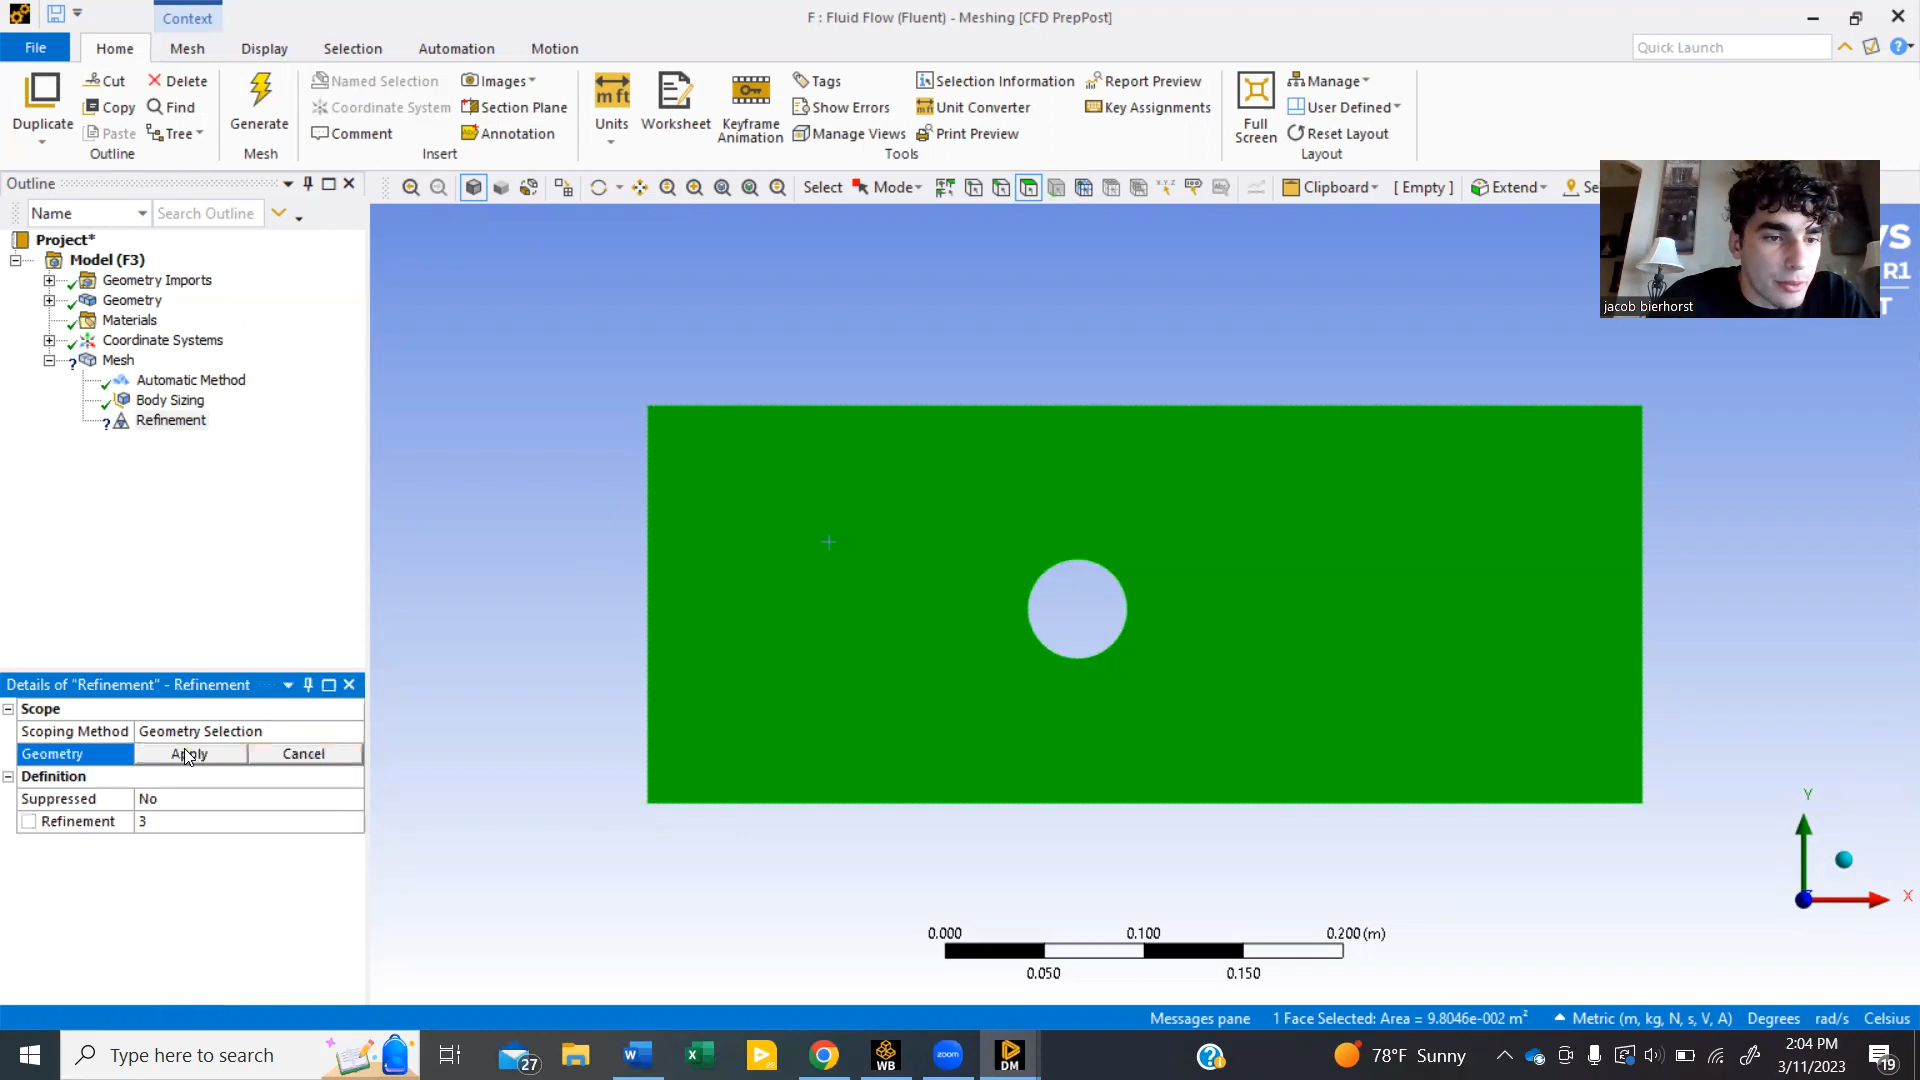 Context
F : Fluid Flow (Fluent) - Meshing [CFD PrepPost]
File Home Mesh Display Selection Automation Motion
Quick Launch
Duplicate
Cut
Copy
Paste
Delete
Find
Tree
Outline
Generate
Mesh
Named Selection
Coordinate System
Comment
Images
Section Plane
Annotation
Insert
mft
Units
Worksheet
Keyframe
Animation
Tags
Show Errors
Manage Views
Selection Information
Unit Converter
Print Preview
Report Preview
Key Assignments
Tools
Full
Screen
Manage
User Defined
Reset Layout
Layout
Outline
Name
Search Outline
Select Mode Clipboard [ Empty ] Extend Se
Project*
Model (F3)
Geometry Imports
Geometry
Materials
Coordinate Systems
Mesh
Automatic Method
Body Sizing
Refinement
jacob bierhorst
YS
R1
T
Details of "Refinement" - Refinement
Scope
Scoping Method Geometry Selection
Geometry Apply Cancel
Definition
Suppressed No
Refinement 3
0.000 0.100 0.200 (m)
0.050 0.150
Y
X
Messages pane 1 Face Selected: Area = 9.8046e-002 m² Metric (m, kg, N, s, V, A) Degrees rad/s Celsius
Type here to search
27
WB
zoom
DM
78°F Sunny
2:04 PM
3/11/2023
19